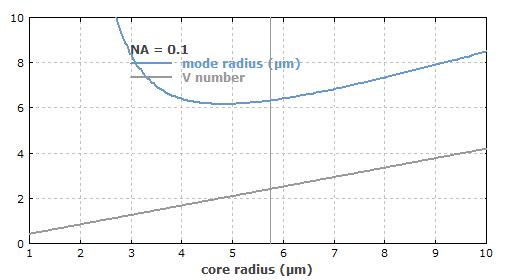 10
8
6
4
2
0
NA = 0.1
mode radius (μm)
V number
1 2 3 4 5 6 7 8 9 10
core radius (μm)